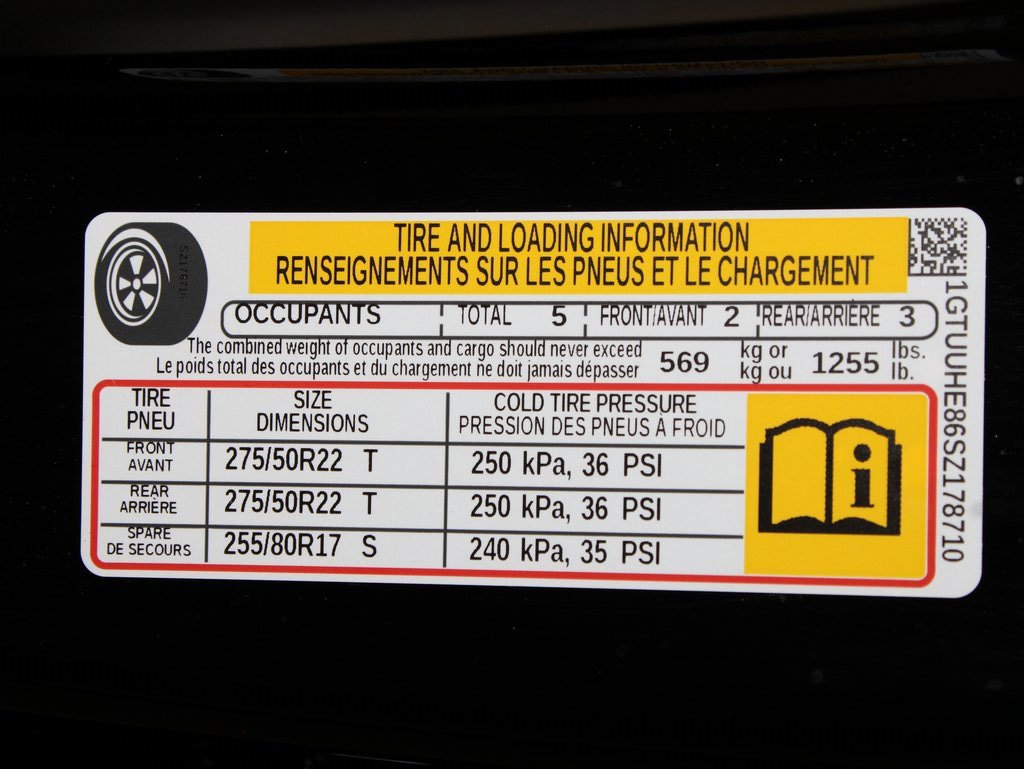 TIRE AND LOADING INFORMATION
RENSEIGNEMENTS SUR LES PNEUS ET LE CHARGEMENT
OCCUPANTS TOTAL 5 FRONT/AVANT 2 REAR/ARRIÈRE 3
The combined weight of occupants and cargo should never exceed 569 kg or 1255 lbs.
Le poids total des occupants et du chargement ne doit jamais dépasser kg ou lb.
TIRE SIZE COLD TIRE PRESSURE
PNEU DIMENSIONS PRESSION DES PNEUS À FROID
FRONT
AVANT 275/50R22 T 250 kPa, 36 PSI
REAR
ARRIÈRE 275/50R22 T 250 kPa, 36 PSI
SPARE
DE SECOURS 255/80R17 S 240 kPa, 35 PSI
i
1GTUUHE86SZ178710
SZ178710